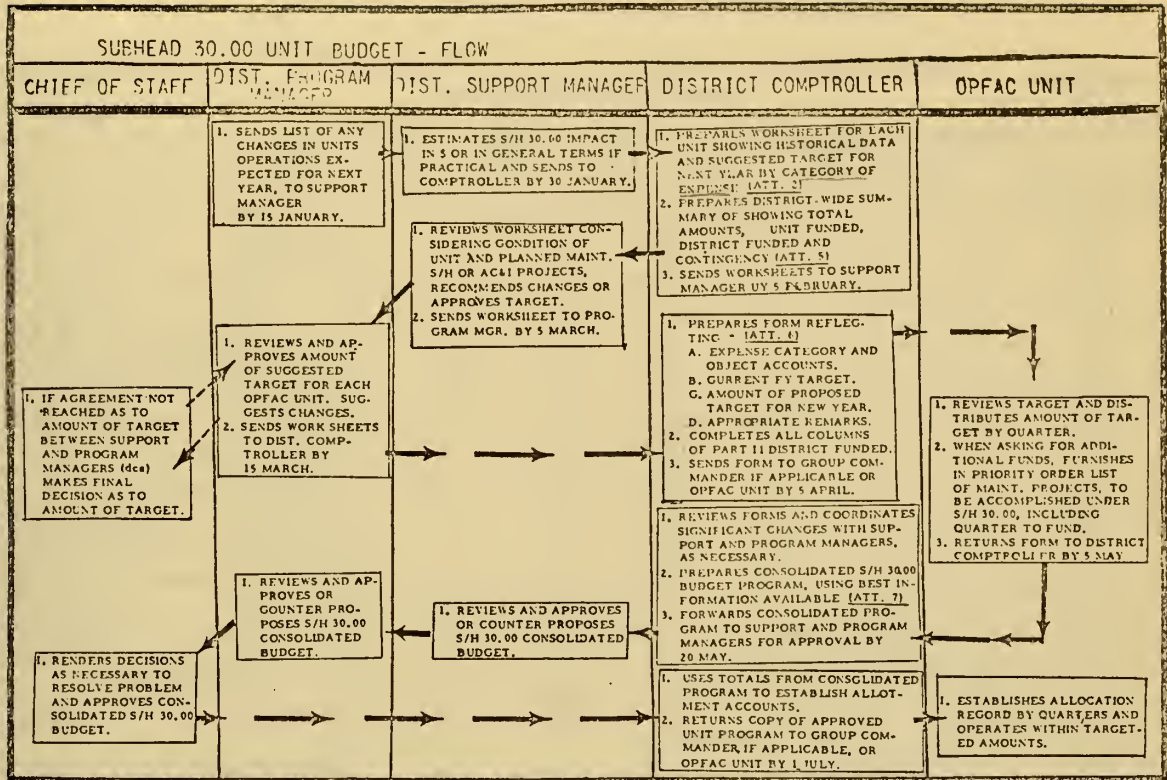 SUBHEAD 30.00 UNIT BUDGET - FLOW
CHIEF OF STAFF
DIST. PROGRAM
MANAGER
DIST. SUPPORT MANAGER
DISTRICT COMPTROLLER
OPFAC UNIT
1. SENDS LIST OF ANY
CHANGES IN UNITS
OPERATIONS EX-
PECTED FOR NEXT
YEAR, TO SUPPORT
MANAGER
BY 15 JANUARY.
1. ESTIMATES S/H 30.00 IMPACT
IN $ OR IN GENERAL TERMS IF
PRACTICAL AND SENDS TO
COMPTROLLER BY 30 JANUARY.
1. PREPARES WORKSHEET FOR EACH
UNIT SHOWING HISTORICAL DATA
AND SUGGESTED TARGET FOR
NEXT YEAR BY CATEGORY OF
EXPENSE (ATT. 2)
2. PREPARES DISTRICT-WIDE SUM-
MARY OF SHOWING TOTAL
AMOUNTS, UNIT FUNDED,
DISTRICT FUNDED AND
CONTINGENCY (ATT. 5)
3. SENDS WORKSHEETS TO SUPPORT
MANAGER BY 5 FEBRUARY.
1. REVIEWS WORKSHEET CON-
SIDERING CONDITION OF
UNIT AND PLANNED MAINT.
S/H OR AC&I PROJECTS,
RECOMMENDS CHANGES OR
APPROVES TARGET.
2. SENDS WORKSHEET TO PRO-
GRAM MGR. BY 5 MARCH.
1. REVIEWS AND AP-
PROVES AMOUNT
OF SUGGESTED
TARGET FOR EACH
OPFAC UNIT. SUG-
GESTS CHANGES.
2. SENDS WORK SHEETS
TO DIST. COMP-
TROLLER BY
15 MARCH.
1. IF AGREEMENT NOT
REACHED AS TO
AMOUNT OF TARGET
BETWEEN SUPPORT
AND PROGRAM
MANAGERS (dcs)
MAKES FINAL
DECISION AS TO
AMOUNT OF TARGET.
1. PREPARES FORM REFLEC-
TING - (ATT. 6)
A. EXPENSE CATEGORY AND
OBJECT ACCOUNTS.
B. CURRENT FY TARGET.
C. AMOUNT OF PROPOSED
TARGET FOR NEW YEAR.
D. APPROPRIATE REMARKS.
2. COMPLETES ALL COLUMNS
OF PART II DISTRICT FUNDED.
3. SENDS FORM TO GROUP COM-
MANDER IF APPLICABLE OR
OPFAC UNIT BY 5 APRIL.
1. REVIEWS TARGET AND DIS-
TRIBUTES AMOUNT OF TAR-
GET BY QUARTER.
2. WHEN ASKING FOR ADDI-
TIONAL FUNDS, FURNISHES
IN PRIORITY ORDER LIST
OF MAINT. PROJECTS, TO
BE ACCOMPLISHED UNDER
S/H 30.00, INCLUDING
QUARTER TO FUND.
3. RETURNS FORM TO DISTRICT
COMPTROLLER BY 5 MAY
1. REVIEWS FORMS AND COORDINATES
SIGNIFICANT CHANGES WITH SUP-
PORT AND PROGRAM MANAGERS,
AS NECESSARY.
2. PREPARES CONSOLIDATED S/H 30.00
BUDGET PROGRAM, USING BEST IN-
FORMATION AVAILABLE (ATT. 7)
3. FORWARDS CONSOLIDATED PRO-
GRAM TO SUPPORT AND PROGRAM
MANAGERS FOR APPROVAL BY
20 MAY.
1. REVIEWS AND APPROVES
OR COUNTER PROPOSES
S/H 30.00 CONSOLIDATED
BUDGET.
1. REVIEWS AND AP-
PROVES OR
COUNTER PRO-
POSES S/H 30.00
CONSOLIDATED
BUDGET.
1. RENDERS DECISIONS
AS NECESSARY TO
RESOLVE PROBLEM
AND APPROVES CON-
SOLIDATED S/H 30.00
BUDGET.
1. USES TOTALS FROM CONSOLIDATED
PROGRAM TO ESTABLISH ALLOT-
MENT ACCOUNTS.
2. RETURNS COPY OF APPROVED
UNIT PROGRAM TO GROUP COM-
MANDER, IF APPLICABLE, OR
OPFAC UNIT BY 1 JULY.
1. ESTABLISHES ALLOCATION
RECORD BY QUARTERS AND
OPERATES WITHIN TARGET-
ED AMOUNTS.